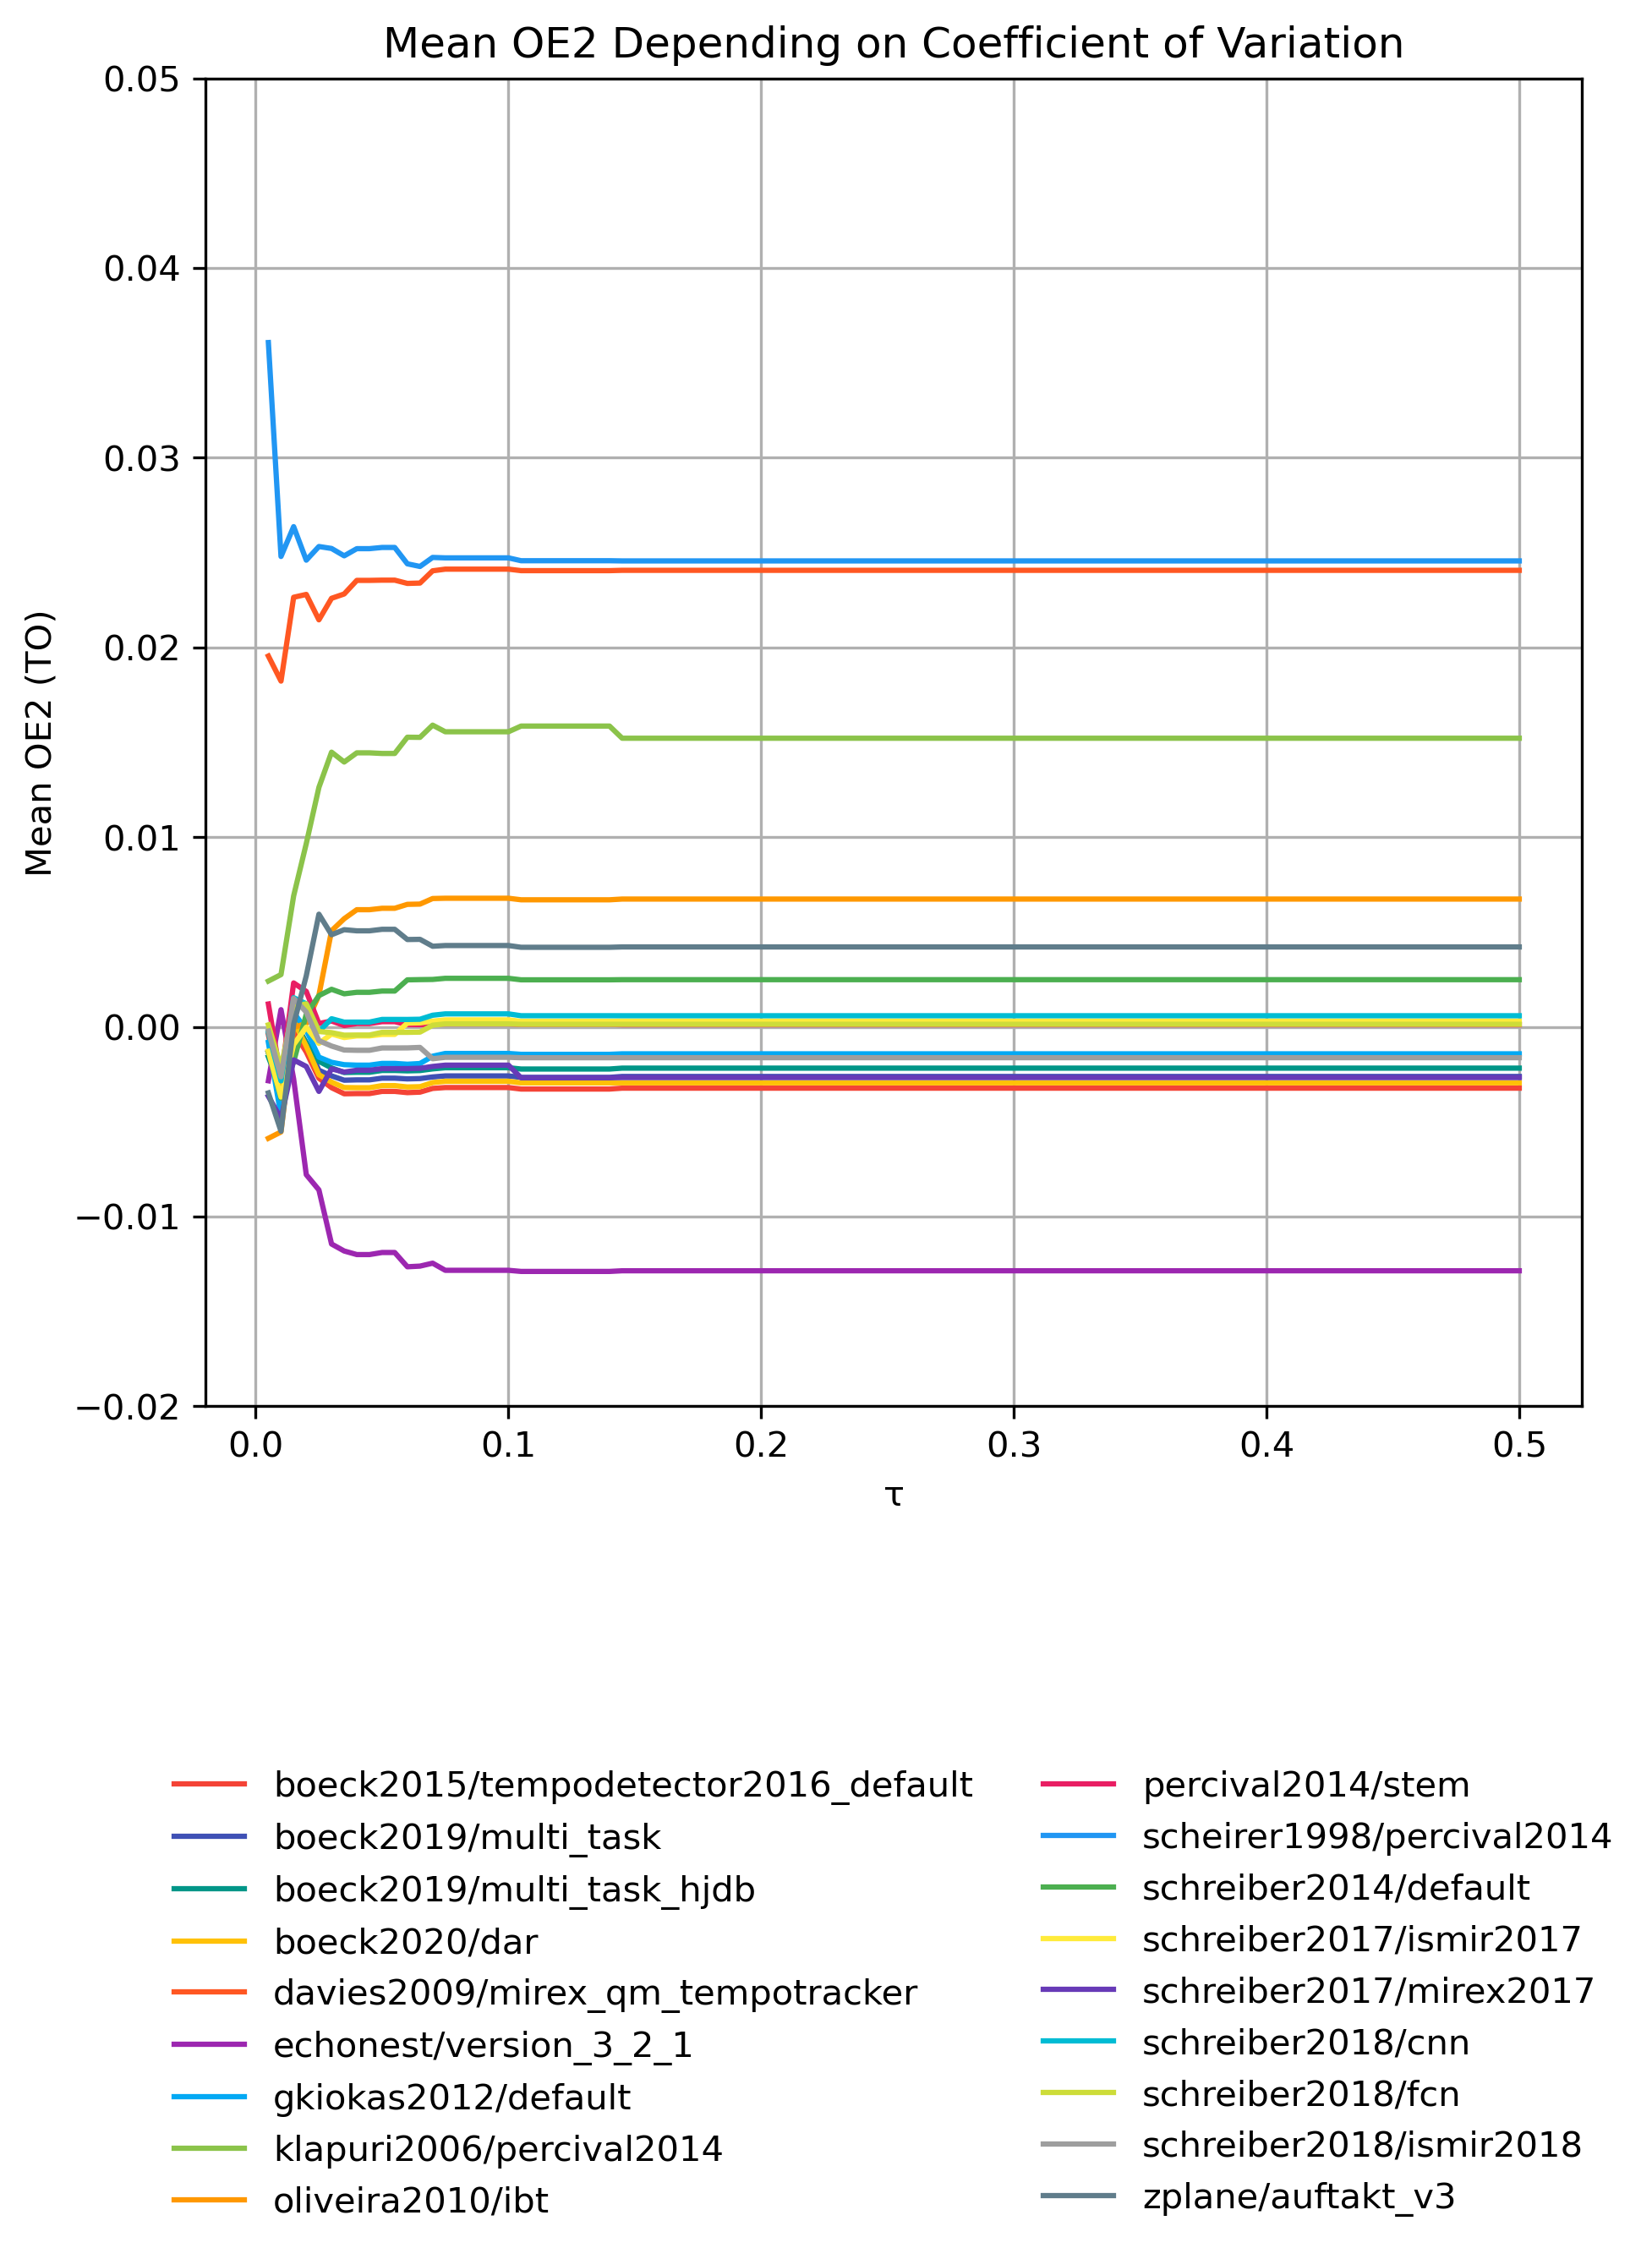 Mean OE2 Depending on Coefficient of Variation
0.05
0.04
0.03
0.02
0.01
0.00
−0.01
−0.02
Mean OE2 (TO)
0.0 0.1 0.2 0.3 0.4 0.5
τ
boeck2015/tempodetector2016_default
boeck2019/multi_task
boeck2019/multi_task_hjdb
boeck2020/dar
davies2009/mirex_qm_tempotracker
echonest/version_3_2_1
gkiokas2012/default
klapuri2006/percival2014
oliveira2010/ibt
percival2014/stem
scheirer1998/percival2014
schreiber2014/default
schreiber2017/ismir2017
schreiber2017/mirex2017
schreiber2018/cnn
schreiber2018/fcn
schreiber2018/ismir2018
zplane/auftakt_v3